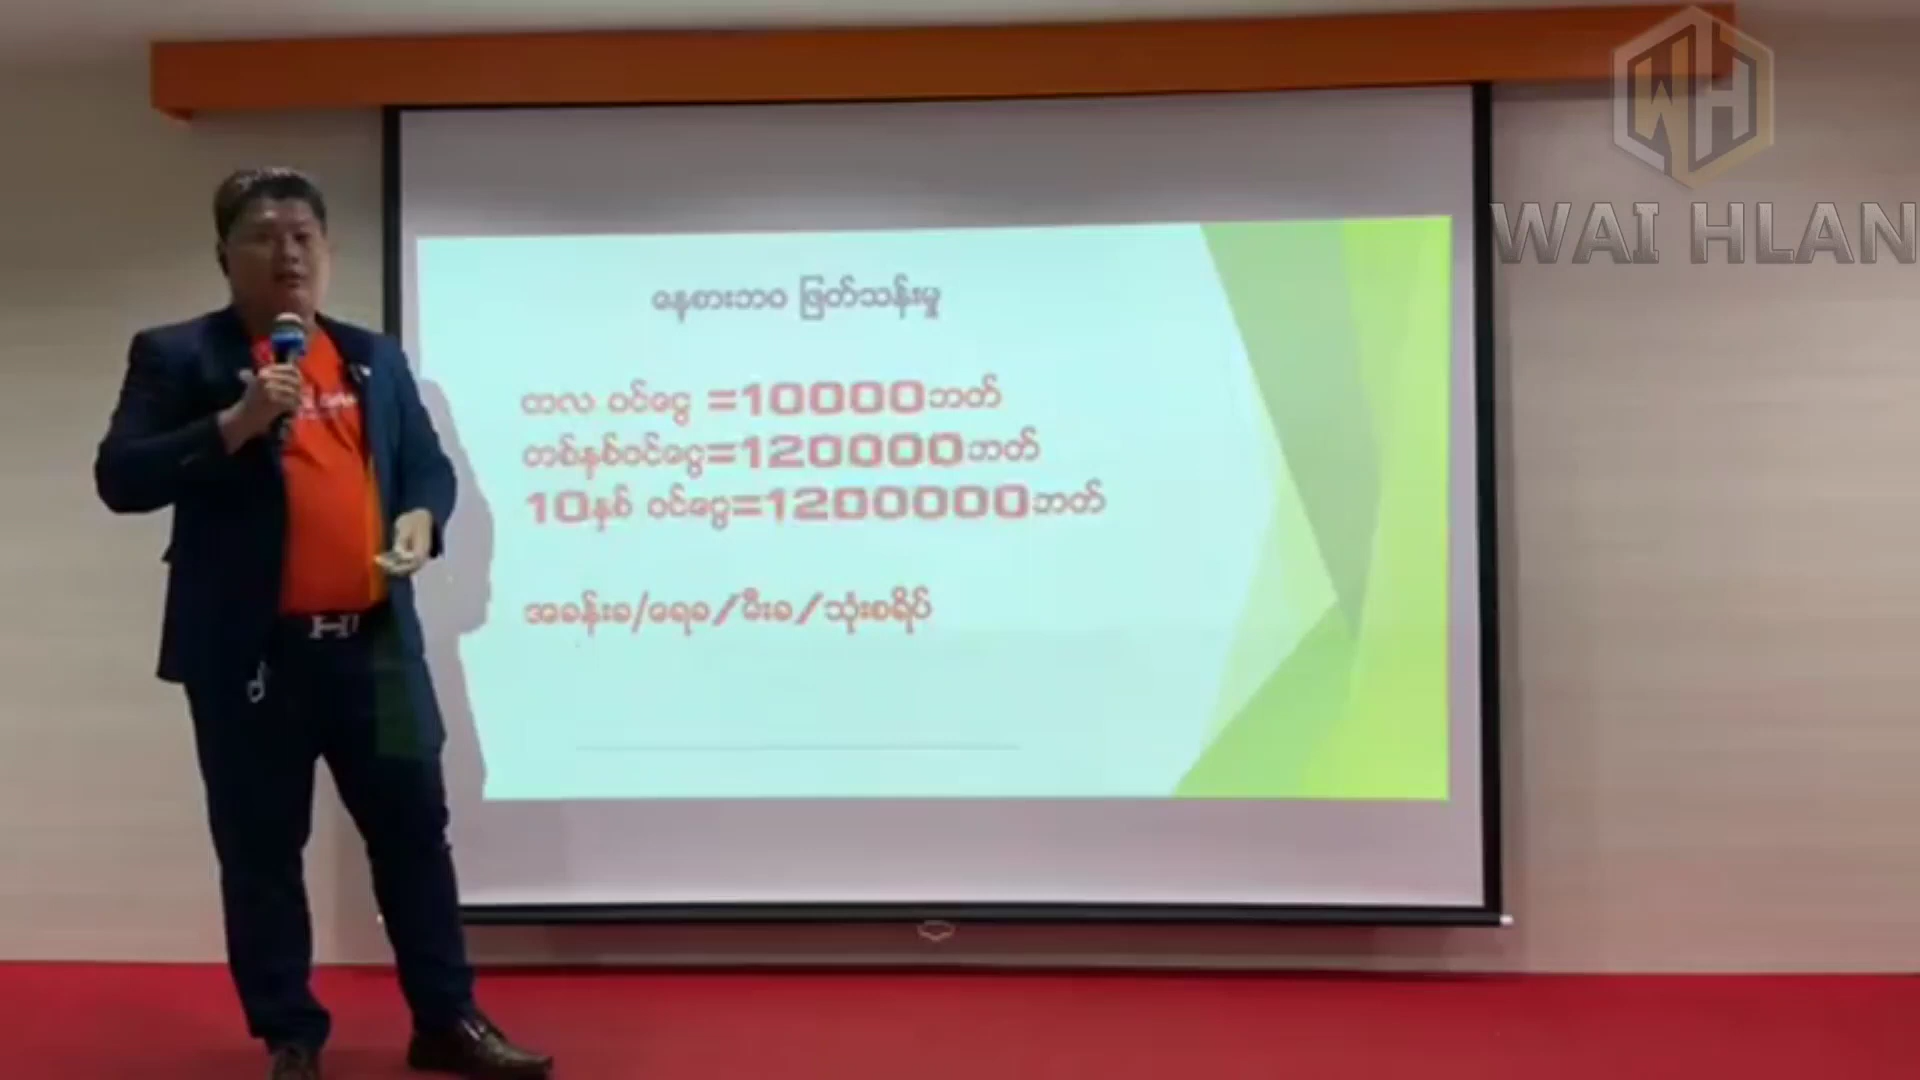 WH
WAI HLAN
နေ့စားဘဝ ဖြတ်သန်းမှု
တလ ဝင်ငွေ =10000ဘတ်
တစ်နှစ်ဝင်ငွေ=120000ဘတ်
10နှစ် ဝင်ငွေ=1200000ဘတ်
အခန်းခ/ရေခ/မီးခ/သုံးစရိပ်